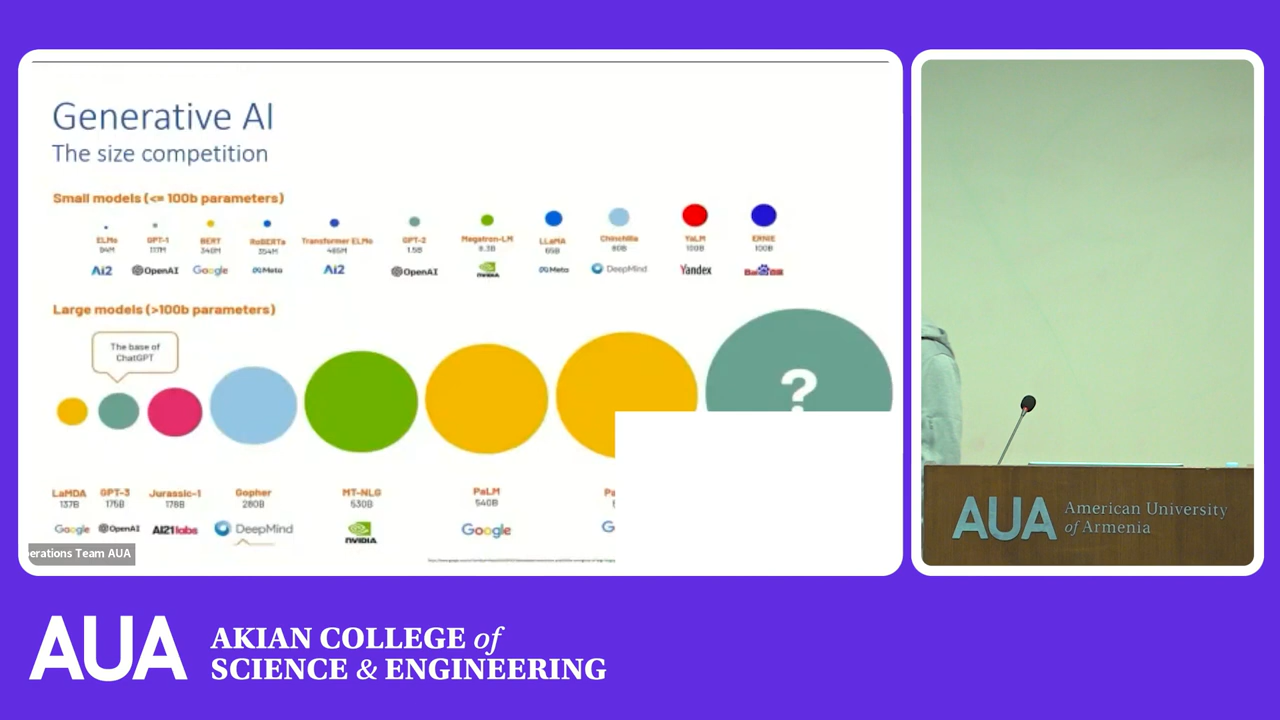 Generative AI
The size competition
Small models (<= 100b parameters)
ELMo GPT-1 BERT RoBERTa Transformer ELMo GPT-2 Megatron-LM LLaMA Chinchilla YaLM ERNIE
94M 117M 340M 354M 465M 1.5B 8.3B 65B 80B 100B 100B
Ai2 OpenAI Google Meta Ai2 OpenAI NVIDIA Meta DeepMind Yandex Baidu
Large models (>100b parameters)
The base of
ChatGPT
?
LaMDA GPT-3 Jurassic-1 Gopher MT-NLG PaLM
137B 175B 178B 280B 530B 540B
Google OpenAI AI21labs DeepMind NVIDIA Google
erations Team AUA
AUA American University
of Armenia
AUA AKIAN COLLEGE of
SCIENCE & ENGINEERING